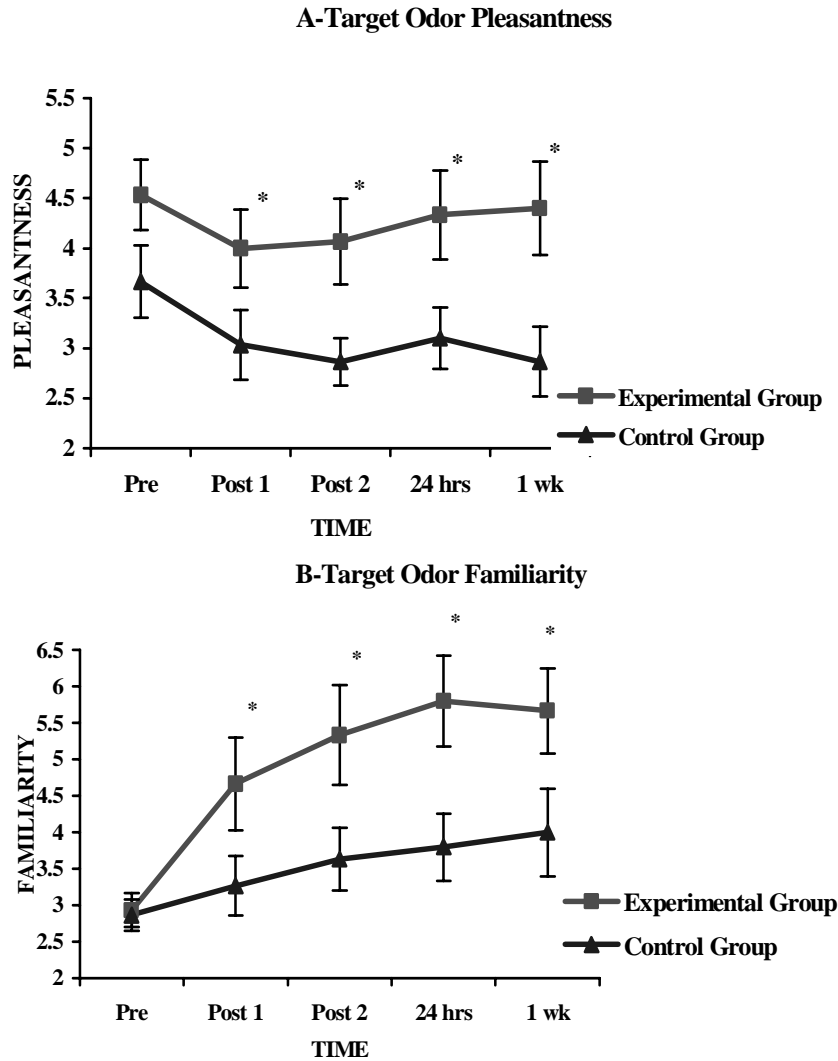 A-Target Odor Pleasantness
5.5
*
5
*
*
*
4.5
4
3.5
3
2.5
2
PLEASANTNESS
Experimental Group
Control Group
Pre Post 1 Post 2 24 hrs 1 wk
TIME
B-Target Odor Familiarity
*
*
*
*
6.5
6
5.5
5
4.5
4
3.5
3
2.5
2
FAMILIARITY
Experimental Group
Control Group
Pre Post 1 Post 2 24 hrs 1 wk
TIME